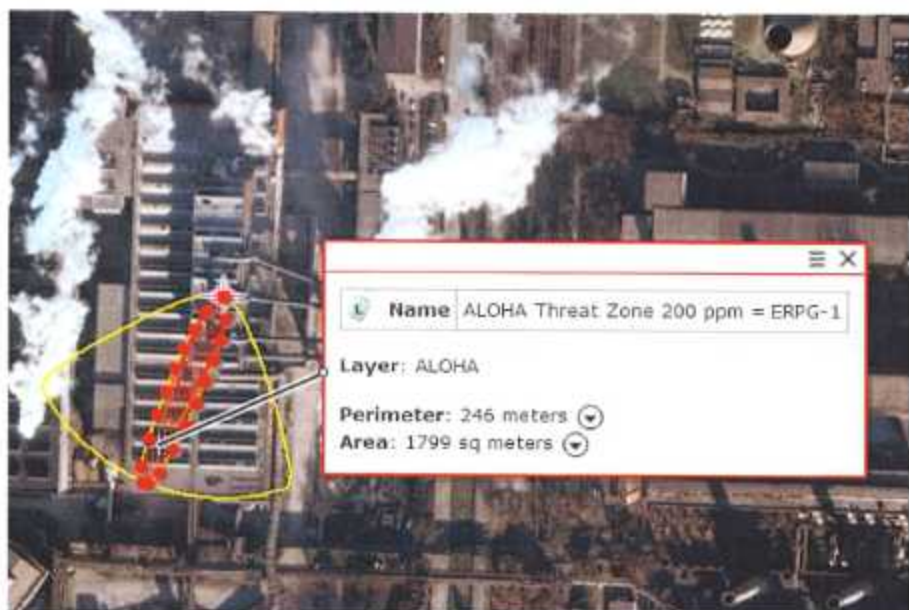 Name ALOHA Threat Zone 200 ppm = ERPG-1
Layer: ALOHA
Perimeter: 246 meters
Area: 1799 sq meters